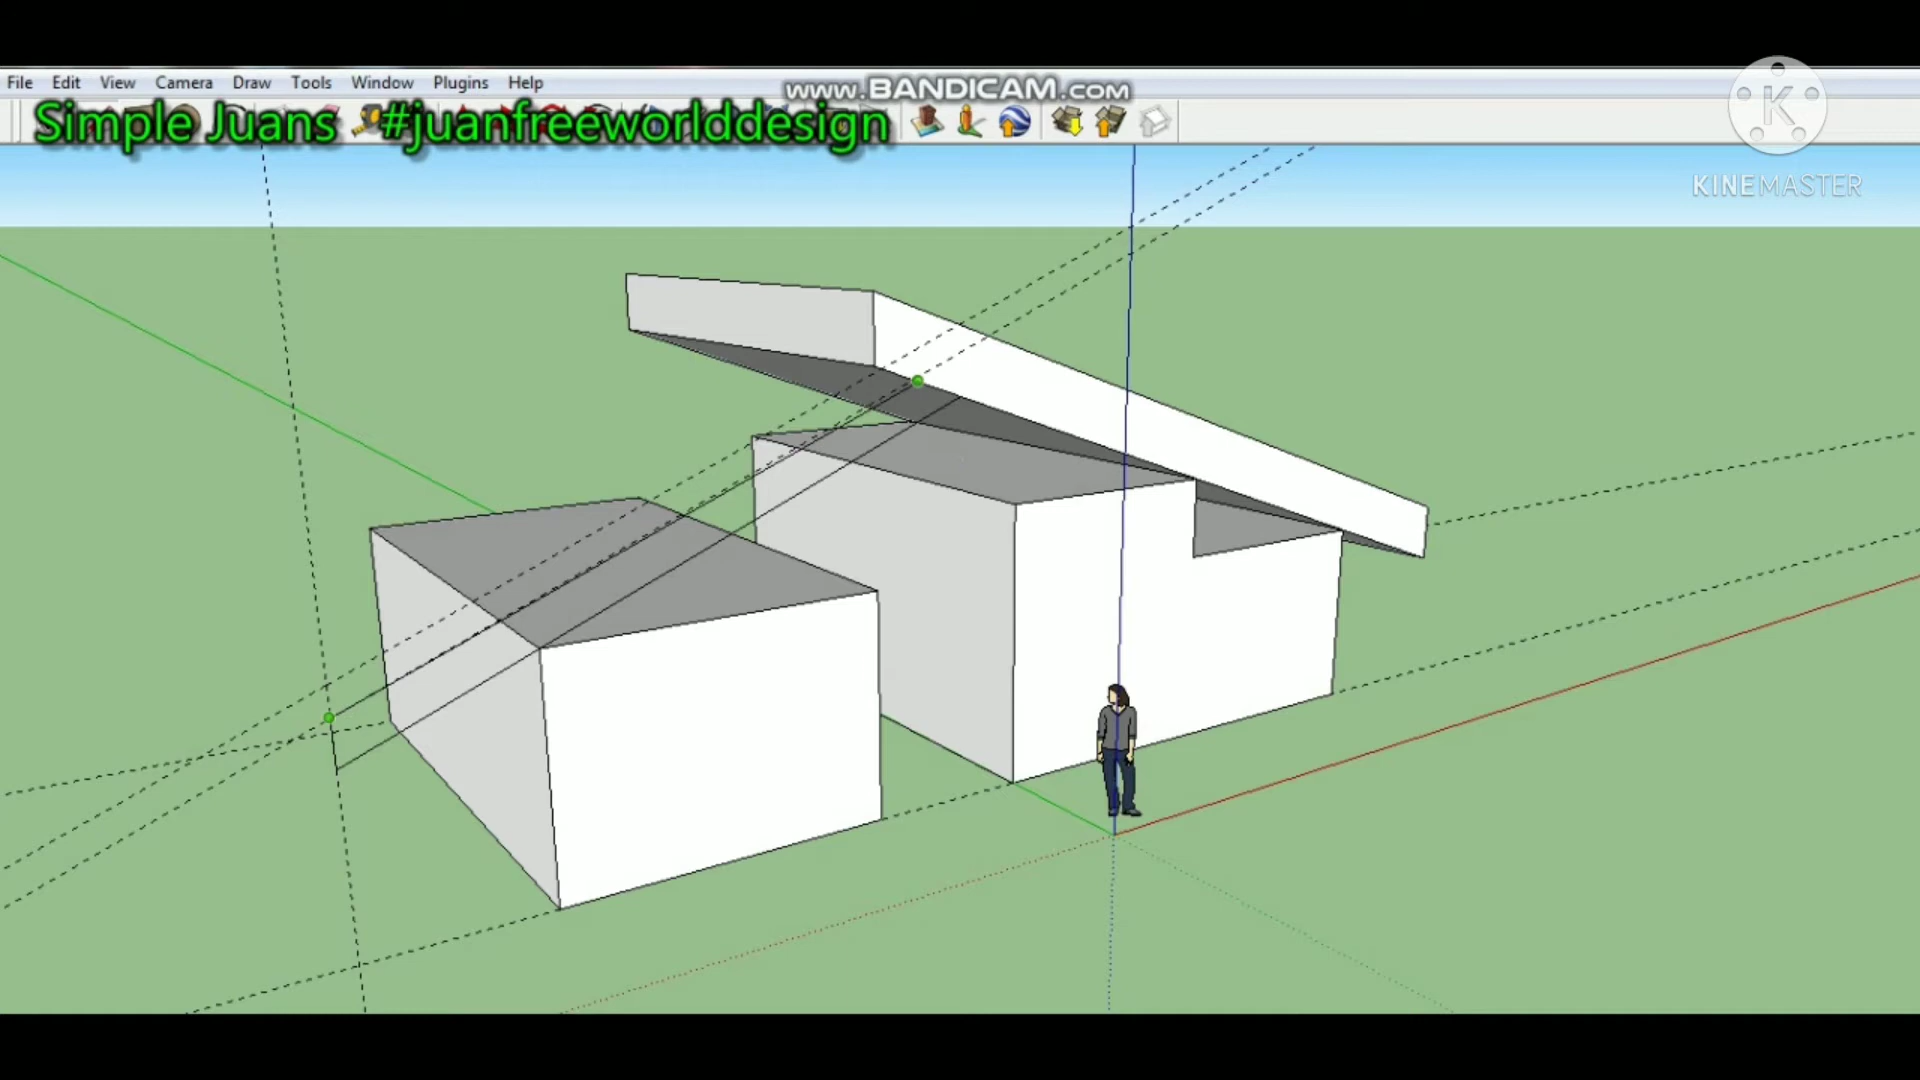 File Edit View Camera Draw Tools Window Plugins Help
www.BANDICAM.com
Simple Juans #juanfreeworlddesign
K
KINEMASTER